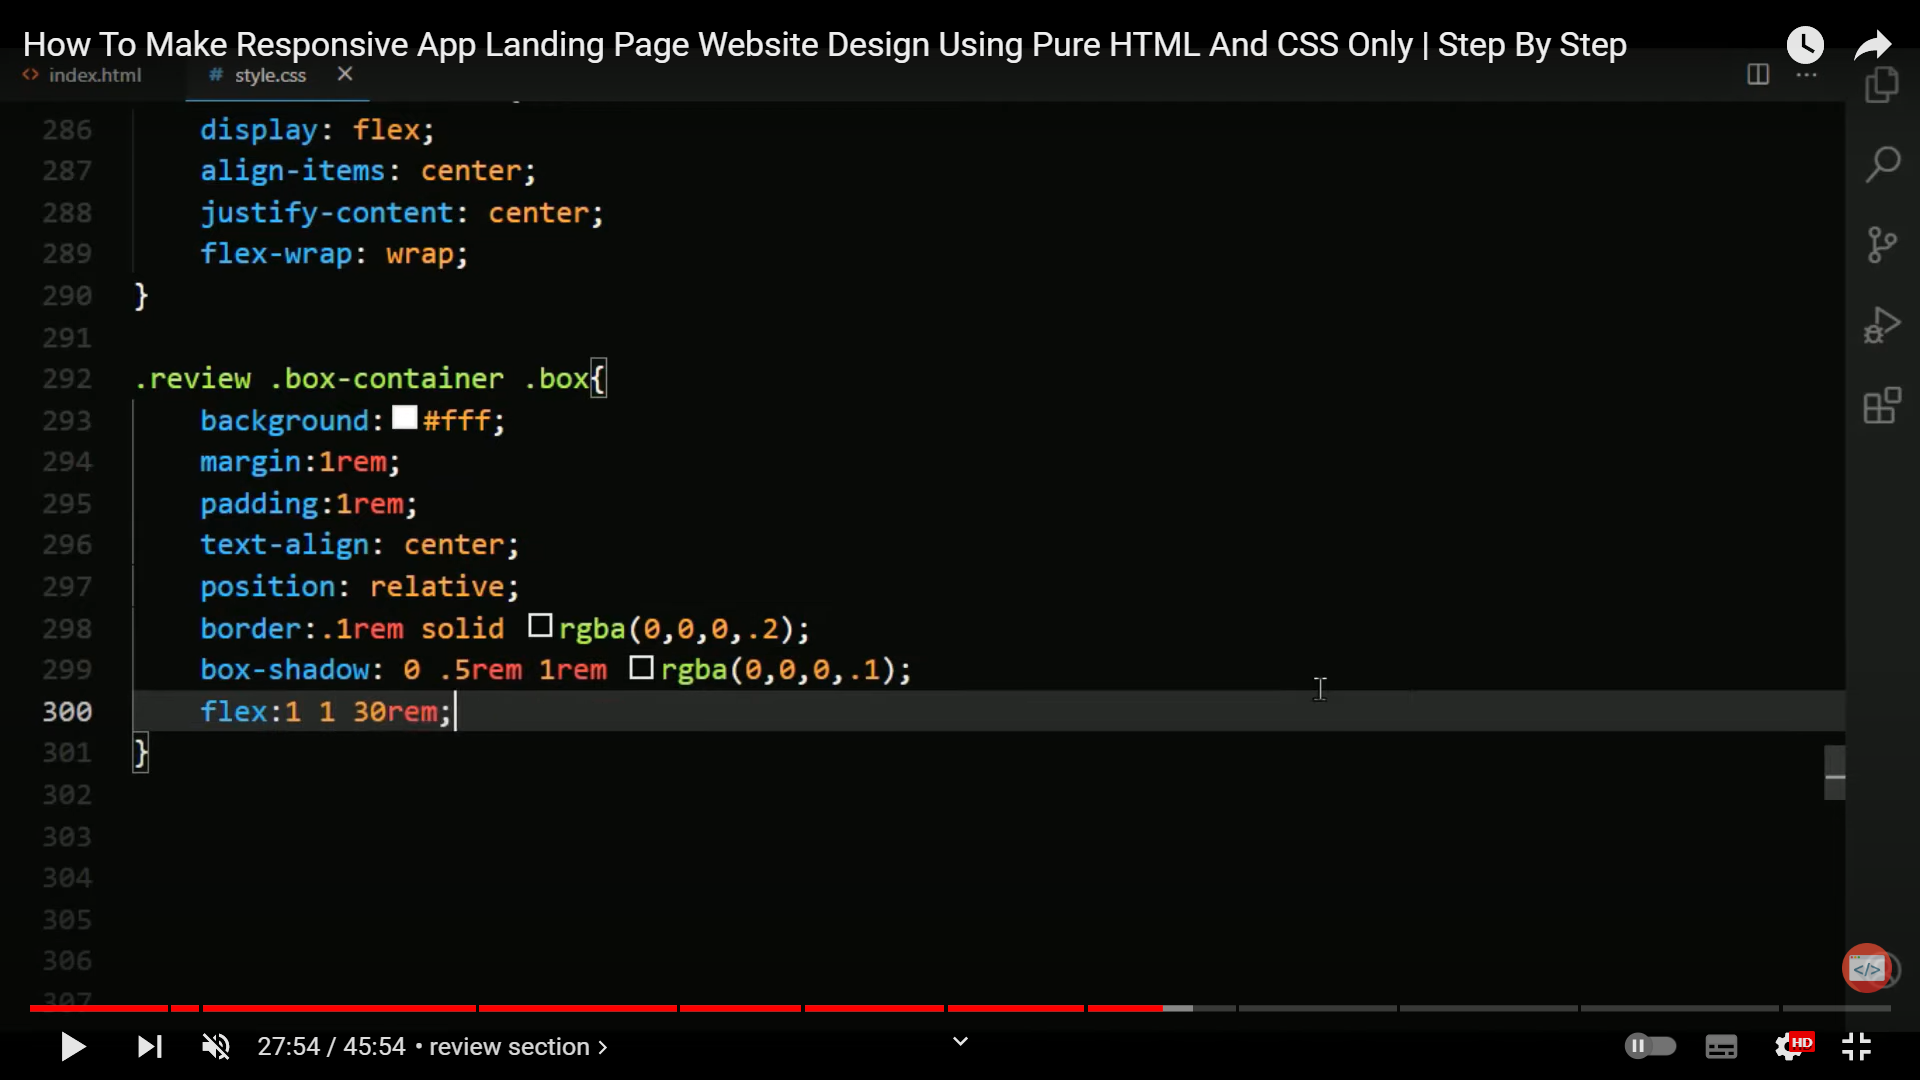 How To Make Responsive App Landing Page Website Design Using Pure HTML And CSS Only | Step By Step
<> index.html # style.css ×
286 display: flex;
287 align-items: center;
288 justify-content: center;
289 flex-wrap: wrap;
290 }
291
292 .review .box-container .box{
293 background: #fff;
294 margin:1rem;
295 padding:1rem;
296 text-align: center;
297 position: relative;
298 border:.1rem solid rgba(0,0,0,.2);
299 box-shadow: 0 .5rem 1rem rgba(0,0,0,.1);
300 flex:1 1 30rem;
301 }
302
303
304
305
306
307
</>
27:54 / 45:54 • review section >
HD